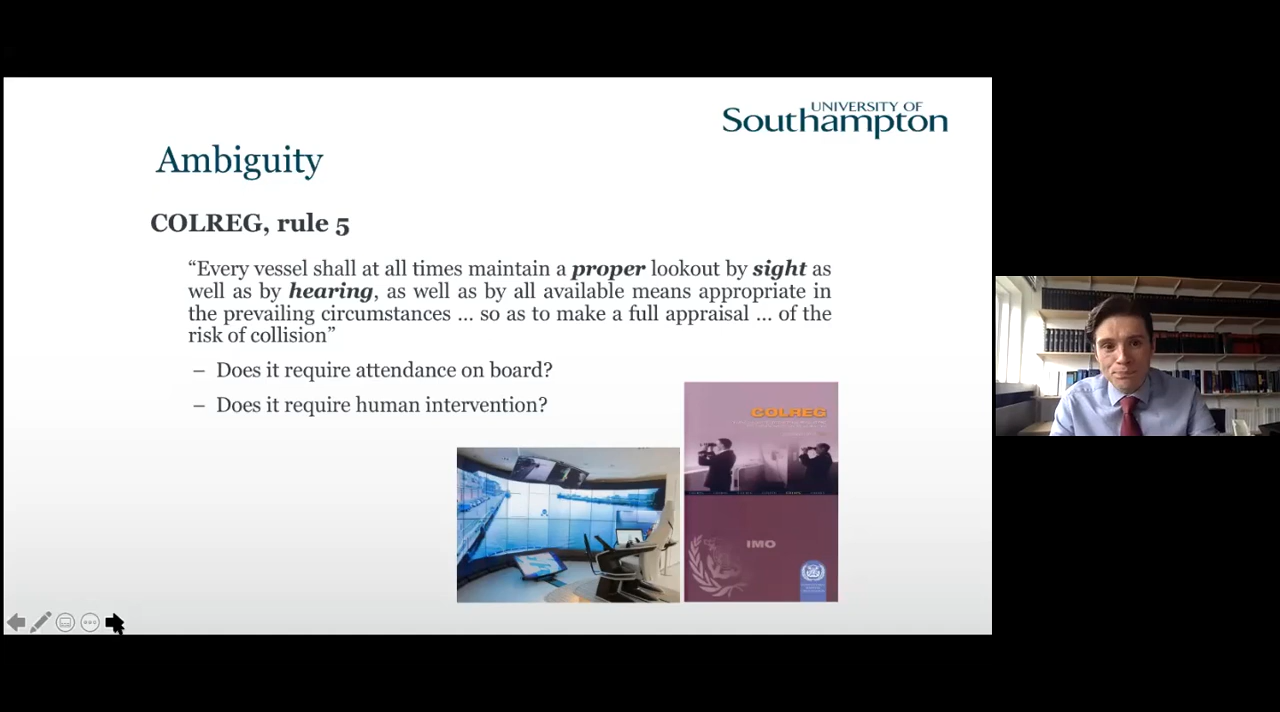 UNIVERSITY OF
Southampton
Ambiguity
COLREG, rule 5
“Every vessel shall at all times maintain a proper lookout by sight as
well as by hearing, as well as by all available means appropriate in
the prevailing circumstances ... so as to make a full appraisal ... of the
risk of collision”
– Does it require attendance on board?
– Does it require human intervention?
COLREG
IMO